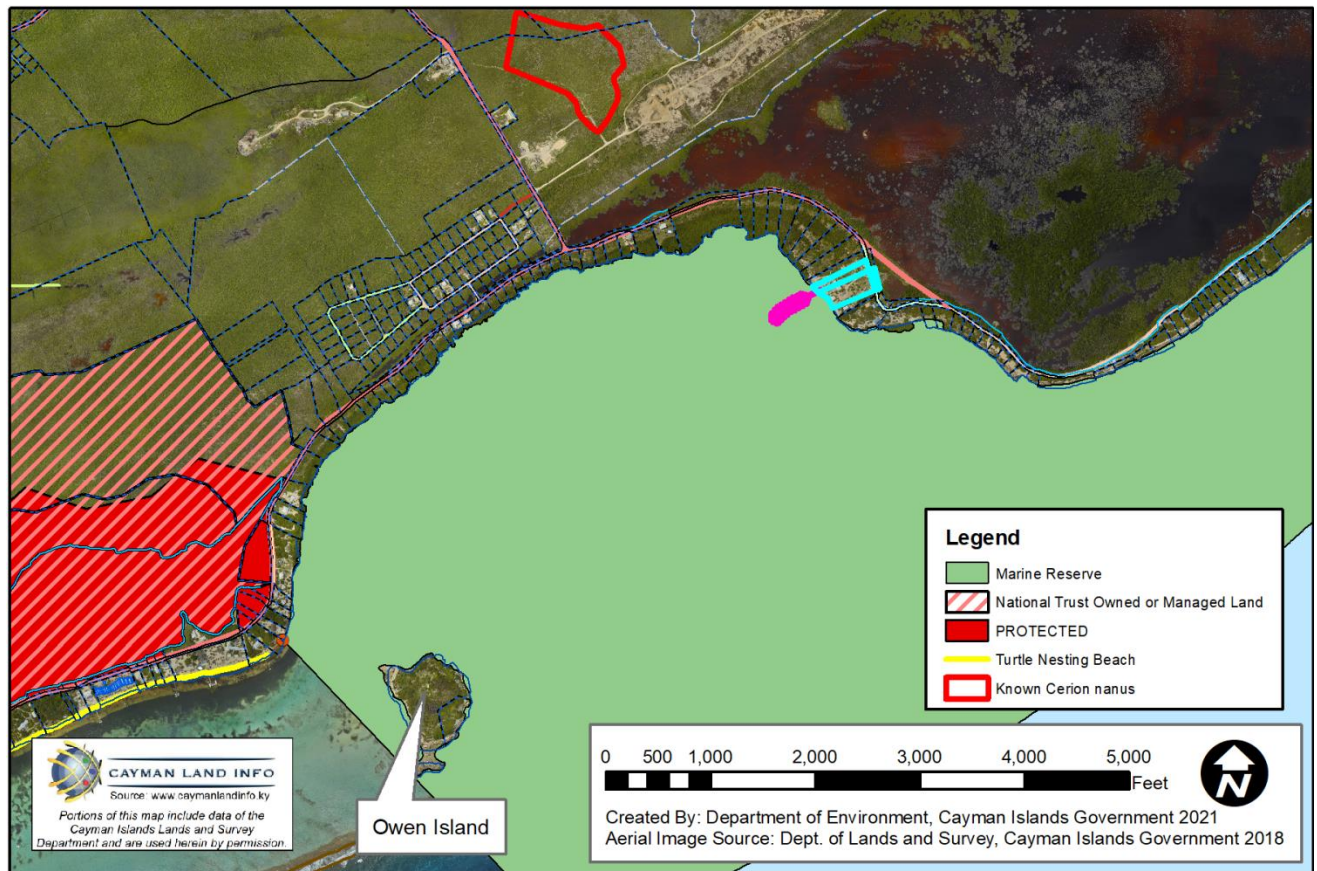 Legend
Marine Reserve
National Trust Owned or Managed Land
PROTECTED
Turtle Nesting Beach
Known Cerion nanus
0 500 1,000 2,000 3,000 4,000 5,000
Feet
N
Created By: Department of Environment, Cayman Islands Government 2021
Aerial Image Source: Dept. of Lands and Survey, Cayman Islands Government 2018
CAYMAN LAND INFO
Source: www.caymanlandinfo.ky
Portions of this map include data of the
Cayman Islands Lands and Survey
Department and are used herein by permission.
Owen Island